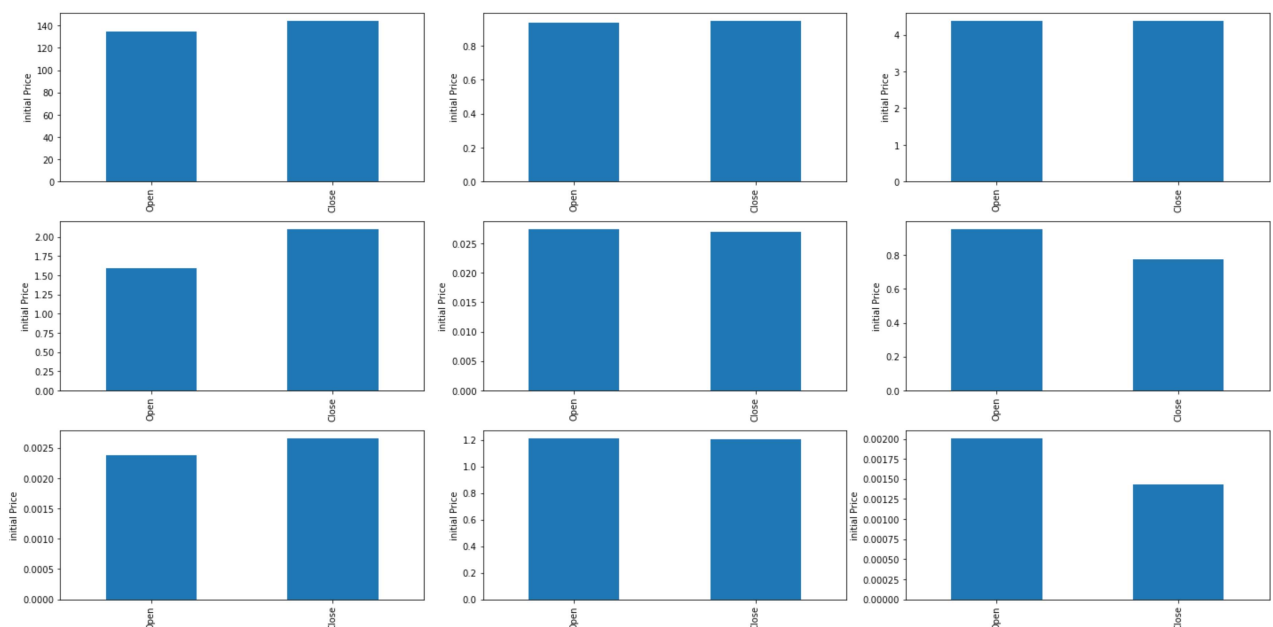 initial Price
140
120
100
80
60
40
20
0
Open
Close
initial Price
0.8
0.6
0.4
0.2
0.0
Open
Close
initial Price
4
3
2
1
0
Open
Close
initial Price
2.00
1.75
1.50
1.25
1.00
0.75
0.50
0.25
0.00
Open
Close
initial Price
0.025
0.020
0.015
0.010
0.005
0.000
Open
Close
initial Price
0.8
0.6
0.4
0.2
0.0
Open
Close
initial Price
0.0025
0.0020
0.0015
0.0010
0.0005
0.0000
Open
Close
initial Price
1.2
1.0
0.8
0.6
0.4
0.2
0.0
Open
Close
initial Price
0.00200
0.00175
0.00150
0.00125
0.00100
0.00075
0.00050
0.00025
0.00000
Open
Close